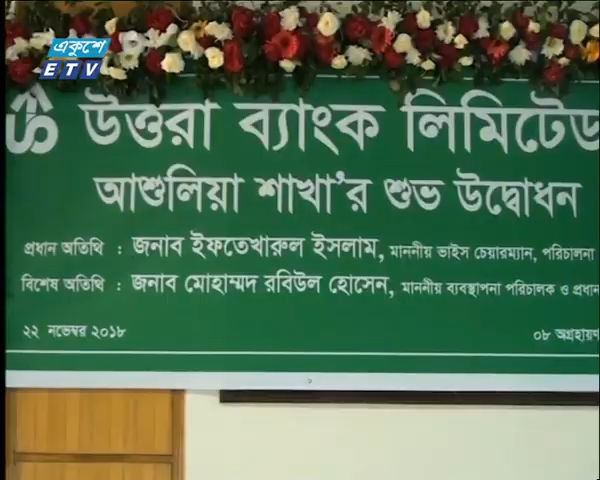 একুশে
ETV
উত্তরা ব্যাংক লিমিটেড
আশুলিয়া শাখা'র শুভ উদ্বোধন
প্রধান অতিথি : জনাব ইফতেখারুল ইসলাম, মাননীয় ভাইস চেয়ারম্যান, পরিচালনা
বিশেষ অতিথি : জনাব মোহাম্মদ রবিউল হোসেন, মাননীয় ব্যবস্থাপনা পরিচালক ও প্রধান
২২ নভেম্বর ২০১৮
০৮ অগ্রহায়ণ